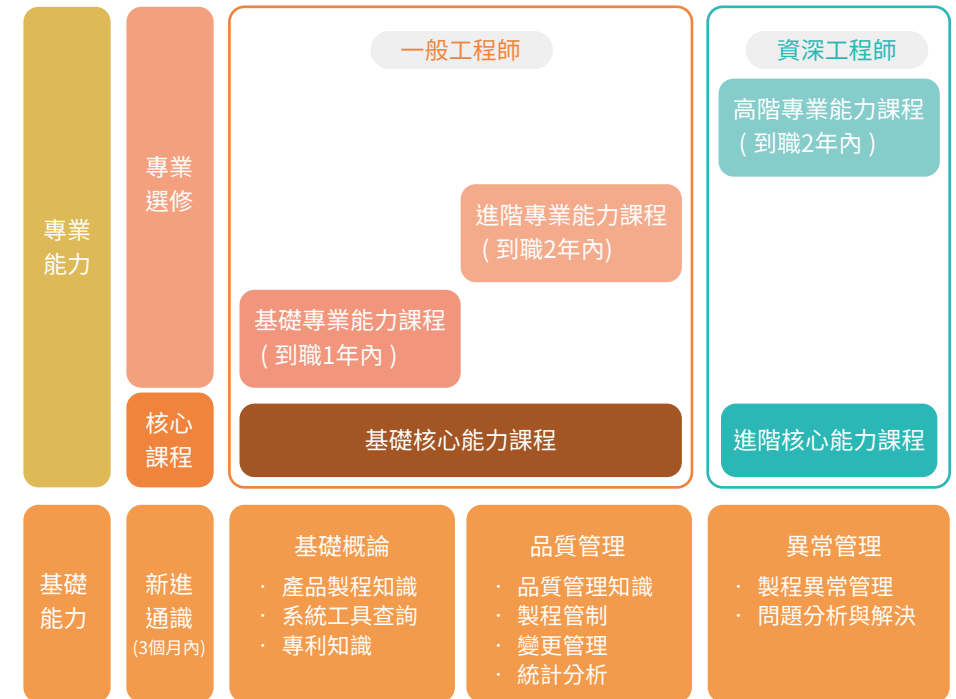 專業
能力
專業
選修
核心
課程
一般工程師
進階專業能力課程
( 到職2年內)
基礎專業能力課程
( 到職1年內 )
基礎核心能力課程
資深工程師
高階專業能力課程
( 到職2年內 )
進階核心能力課程
基礎
能力
新進
通識
(3個月內)
基礎概論
· 產品製程知識
· 系統工具查詢
· 專利知識
品質管理
· 品質管理知識
· 製程管制
· 變更管理
· 統計分析
異常管理
· 製程異常管理
· 問題分析與解決